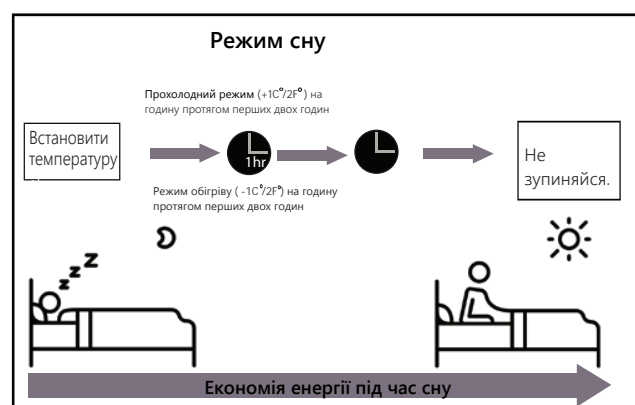 Режим сну
Прохолодний режим (+1C°/2F°) на
годину протягом перших двох годин
Встановити
температуру
1hr
Не
зупиняйся.
Режим обігріву ( -1C°/2F°) на годину
протягом перших двох годин
z z Z
Економія енергії під час сну